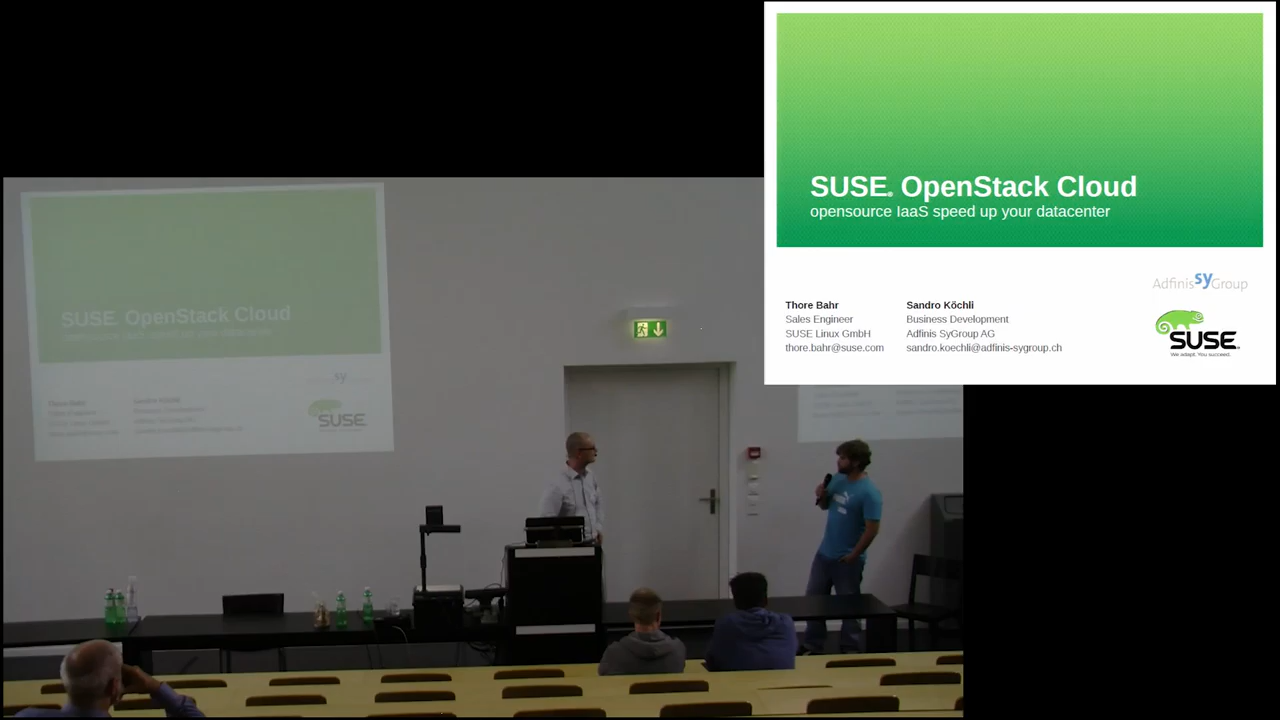 SUSE. OpenStack Cloud
opensource IaaS speed up your datacenter
Adfinis syGroup
Thore Bahr
Sales Engineer
SUSE Linux GmbH
thore.bahr@suse.com
Sandro Köchli
Business Development
Adfinis SyGroup AG
sandro.koechli@adfinis-sygroup.ch
SUSE
We adapt. You succeed.
SUSE. OpenStack Cloud
sy
SUSE